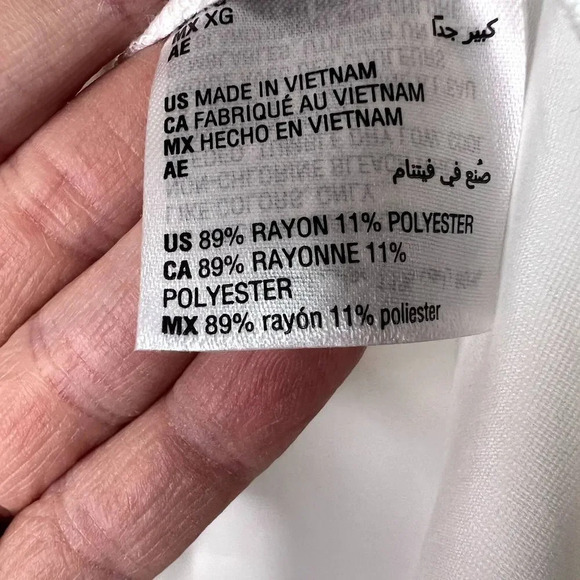 MX XG
AE كبير جداً
US MADE IN VIETNAM
CA FABRIQUÉ AU VIETNAM
MX HECHO EN VIETNAM
AE صُنع في فيتنام
US 89% RAYON 11% POLYESTER
CA 89% RAYONNE 11%
POLYESTER
MX 89% rayón 11% poliester